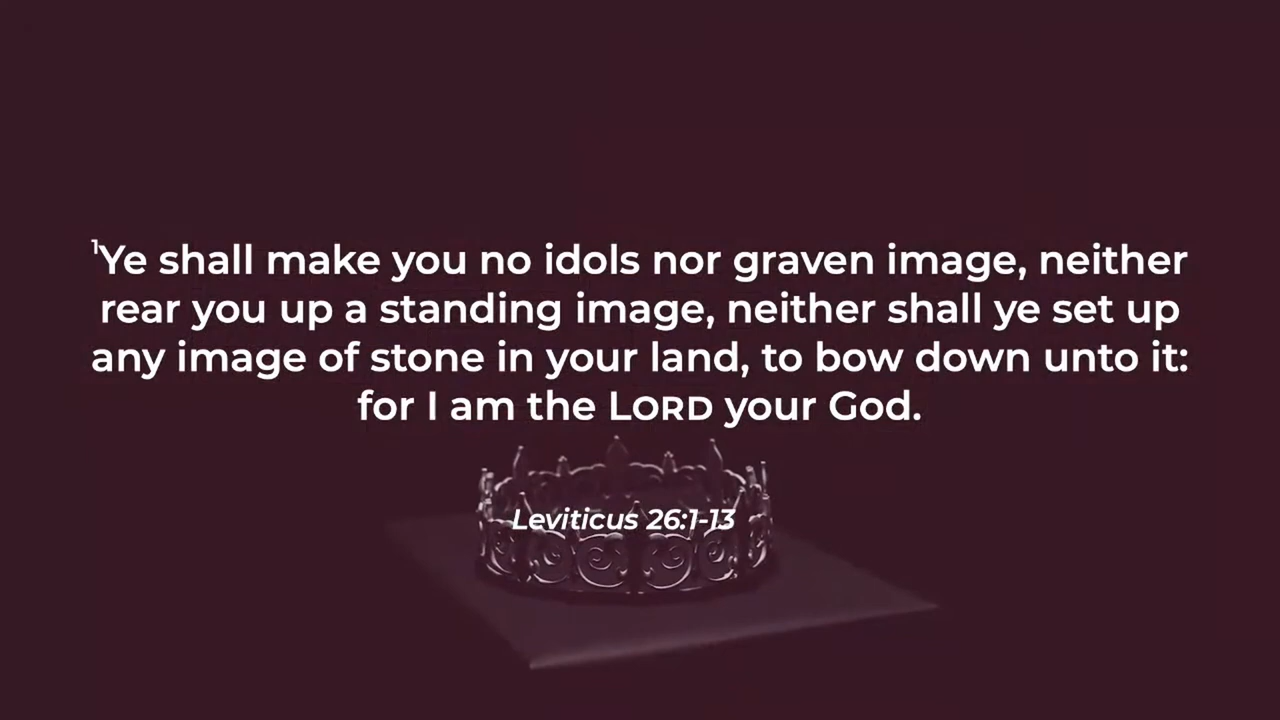 ¹Ye shall make you no idols nor graven image, neither
rear you up a standing image, neither shall ye set up
any image of stone in your land, to bow down unto it:
for I am the LORD your God.
Leviticus 26:1-13